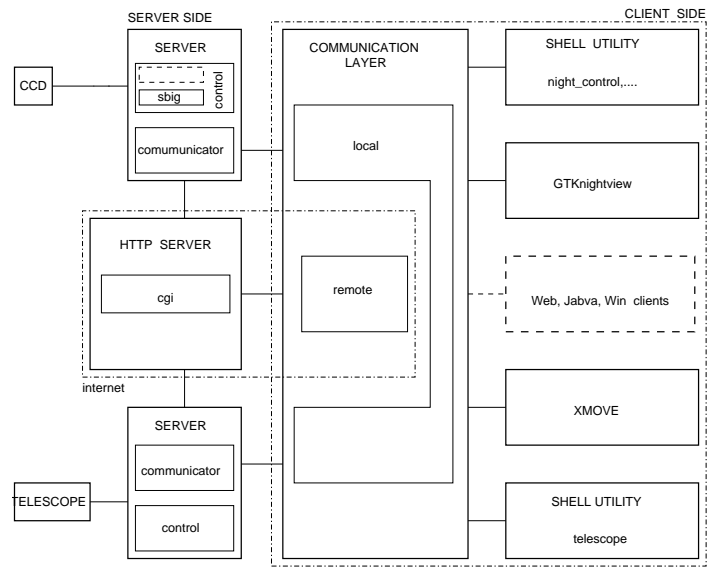 SERVER SIDE
CLIENT SIDE
SERVER
control
sbig
comumunicator
CCD
COMMUNICATION
LAYER
local
remote
SHELL UTILITY
night_control,....
GTKnightview
Web, Jabva, Win clients
XMOVE
SHELL UTILITY
telescope
HTTP SERVER
cgi
internet
SERVER
communicator
control
TELESCOPE